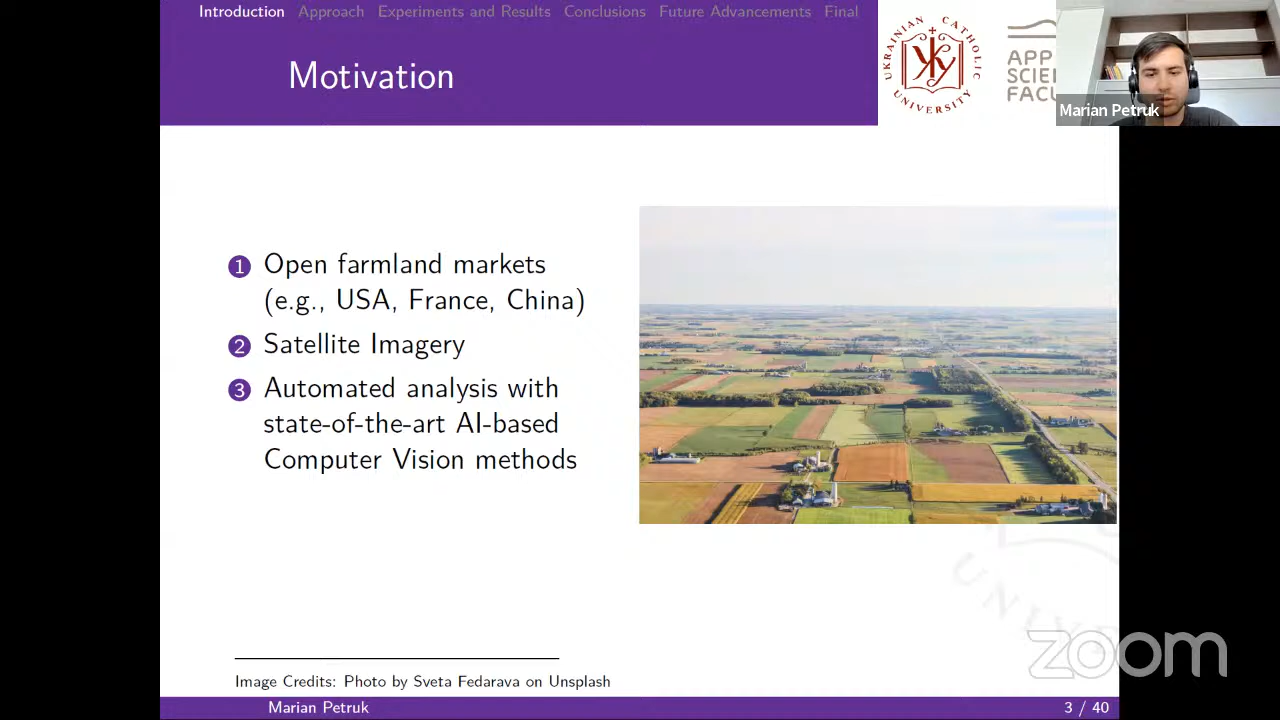 Introduction Approach Experiments and Results Conclusions Future Advancements Final
Motivation
UKRAINIAN CATHOLIC UNIVERSITY
APP
SCIE
FACU
Marian Petruk
1 Open farmland markets
(e.g., USA, France, China)
2 Satellite Imagery
3 Automated analysis with
state-of-the-art AI-based
Computer Vision methods
zoom
Image Credits: Photo by Sveta Fedarava on Unsplash
Marian Petruk
3 / 40